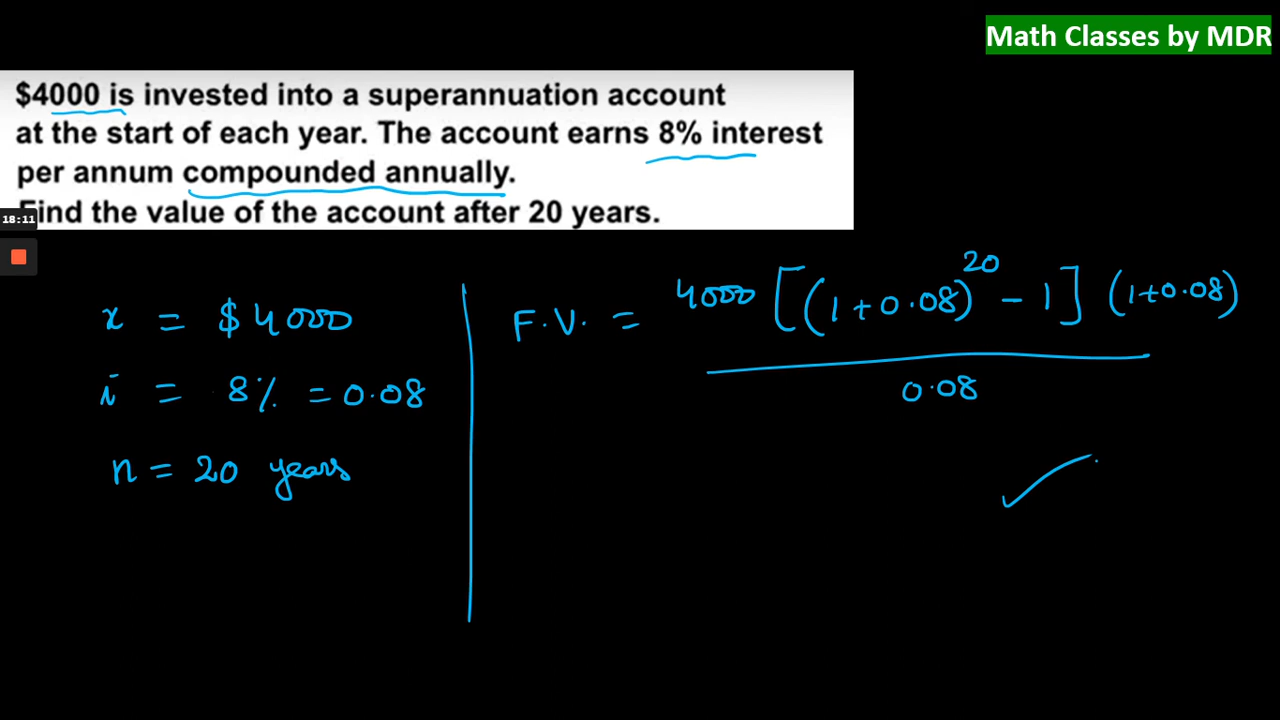 Math Classes by MDR
$4000 is invested into a superannuation account
at the start of each year. The account earns 8% interest
per annum compounded annually.
Find the value of the account after 20 years.
18:11
x = $4000
i = 8% = 0.08
n = 20 years
F.V. = 4000 [(1+0.08)^20 - 1] (1+0.08)
0.08